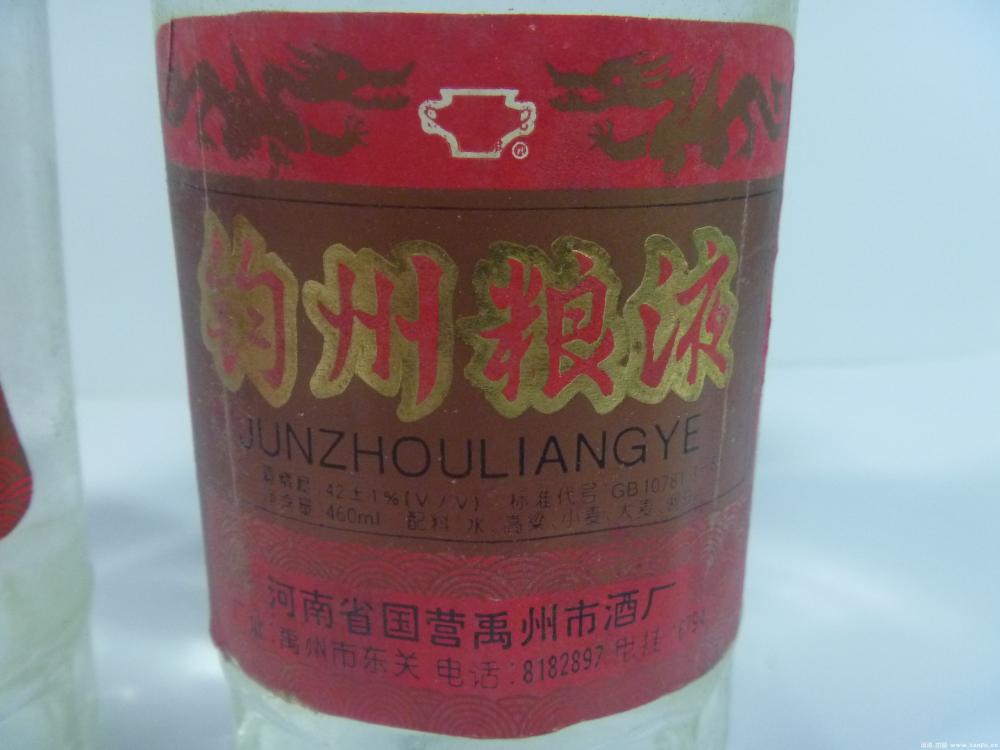 ®
钧州粮液
JUNZHOULIANGYE
酒精度 42±1%(V/V) 标准代号 GB10781.
净含量 460ml 配料 水、高粱、小麦、大麦、
河南省国营禹州市酒厂
址 禹州市东关 电话:8182897 电挂